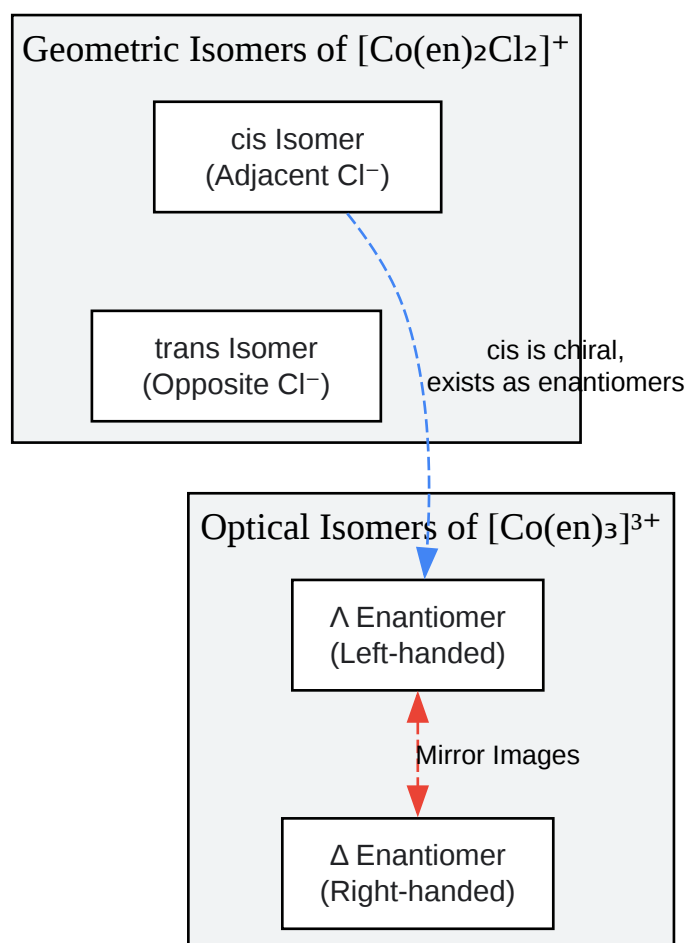 Geometric Isomers of [Co(en)₂Cl₂]⁺
cis Isomer
(Adjacent Cl⁻)
trans Isomer
(Opposite Cl⁻)
cis is chiral,
exists as enantiomers
Optical Isomers of [Co(en)₃]³⁺
Λ Enantiomer
(Left-handed)
Mirror Images
Δ Enantiomer
(Right-handed)